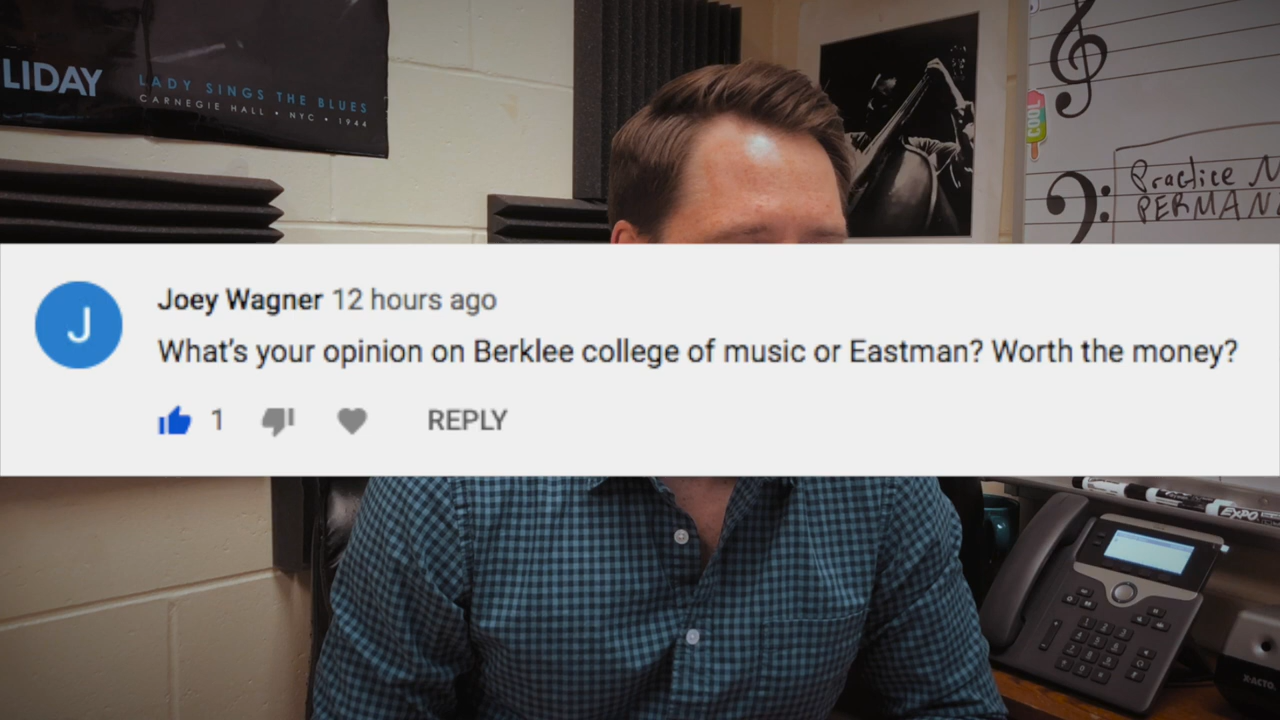 LIDAY
LADY SINGS THE BLUES
CARNEGIE HALL • NYC • 1944
COOL
Practice
PERMAN
Joey Wagner 12 hours ago
J
What's your opinion on Berklee college of music or Eastman? Worth the money?
1
REPLY
EXPO
X-ACTO